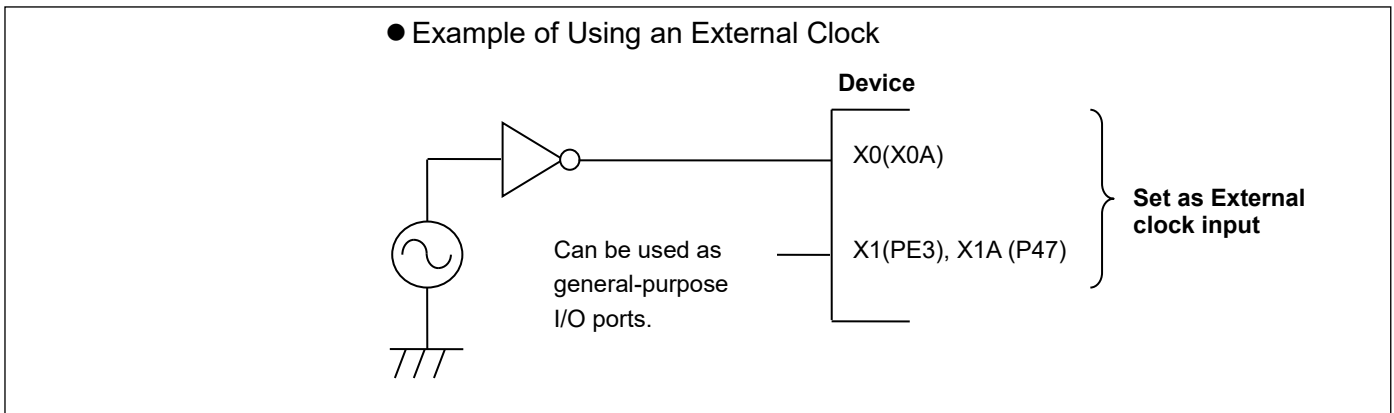 ● Example of Using an External Clock
Device
X0(X0A)
Can be used as
general-purpose
I/O ports.
X1(PE3), X1A (P47)
Set as External
clock input